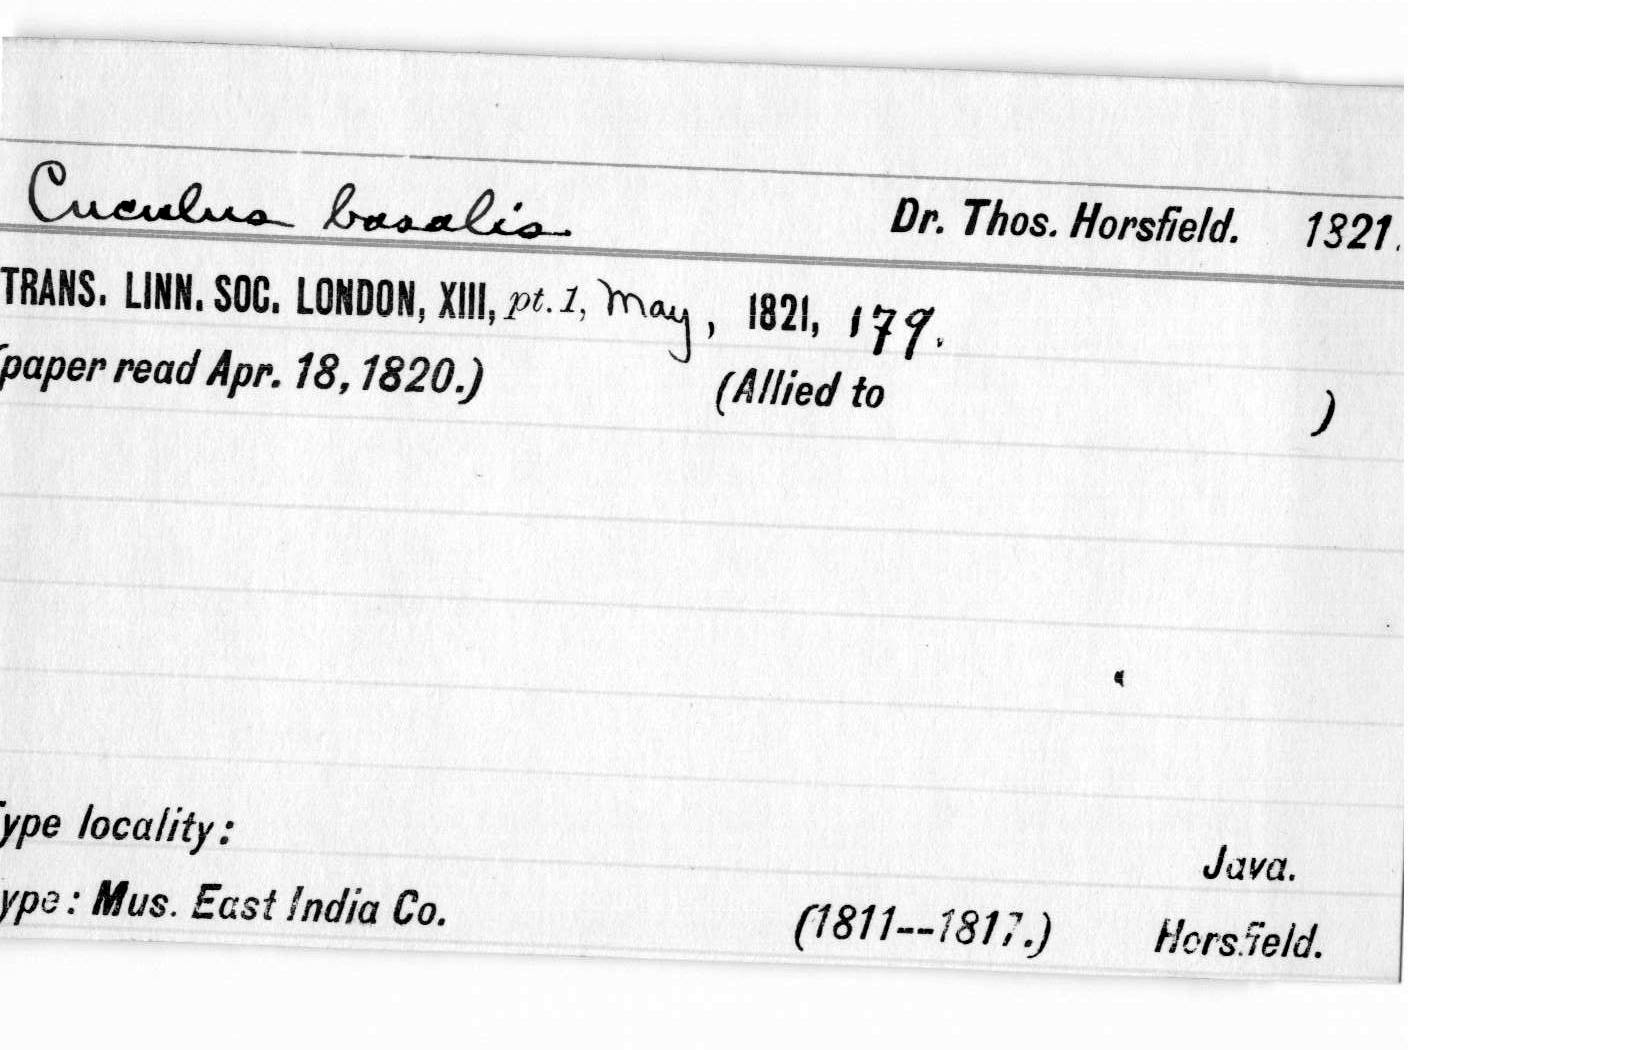 Cuculus basalis. Dr. Thos. Horsfield. 1821.
TRANS. LINN. SOC. LONDON, XIII, pt. 1, May, 1821, 179.
(paper read Apr. 18, 1820.) (Allied to )
ype locality: Java.
ype: Mus. East India Co. (1811--1817.) Horsfield.